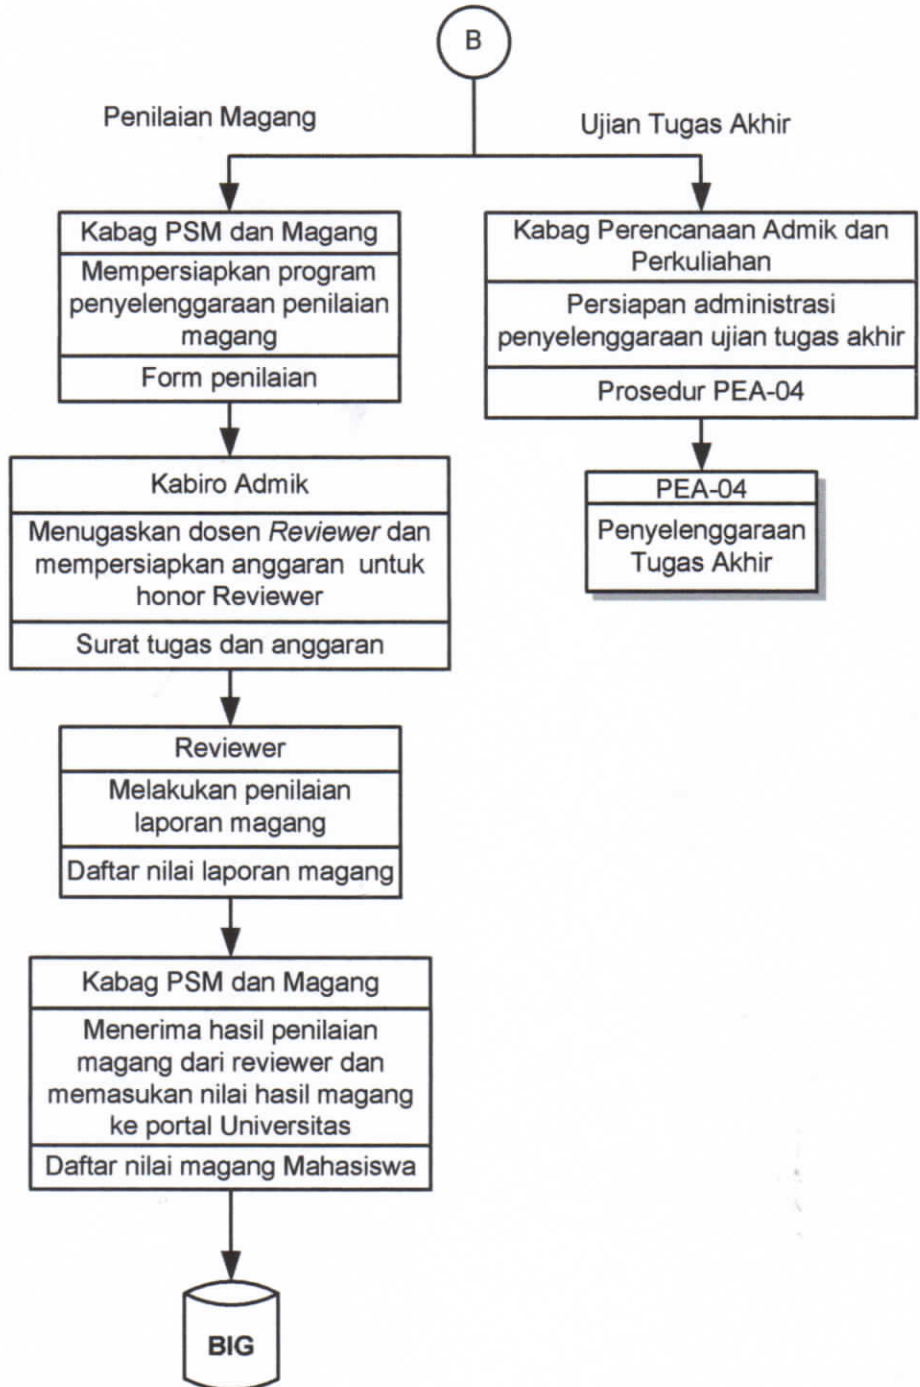 B
Penilaian Magang
Ujian Tugas Akhir
Kabag PSM dan Magang
Mempersiapkan program
penyelenggaraan penilaian
magang
Form penilaian
Kabiro Admik
Menugaskan dosen Reviewer dan
mempersiapkan anggaran untuk
honor Reviewer
Surat tugas dan anggaran
Reviewer
Melakukan penilaian
laporan magang
Daftar nilai laporan magang
Kabag PSM dan Magang
Menerima hasil penilaian
magang dari reviewer dan
memasukan nilai hasil magang
ke portal Universitas
Daftar nilai magang Mahasiswa
BIG
Kabag Perencanaan Admik dan
Perkuliahan
Persiapan administrasi
penyelenggaraan ujian tugas akhir
Prosedur PEA-04
PEA-04
Penyelenggaraan
Tugas Akhir